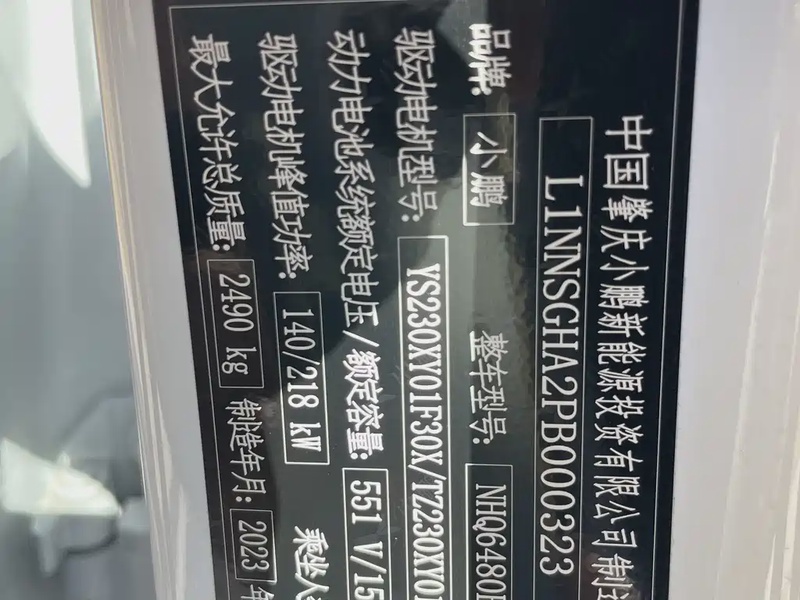 中国肇庆小鹏新能源投资有限公司 制造
L1NNSGHA2PB000323
品牌: 小鹏 整车型号: NHQ6480
驱动电机型号: YS230XY01F30X/TZ230XY01
动力电池系统额定电压/额定容量: 551 V/15
驱动电机峰值功率: 140/218 kW 乘坐人
最大允许总质量: 2490 kg 制造年月: 2023 年